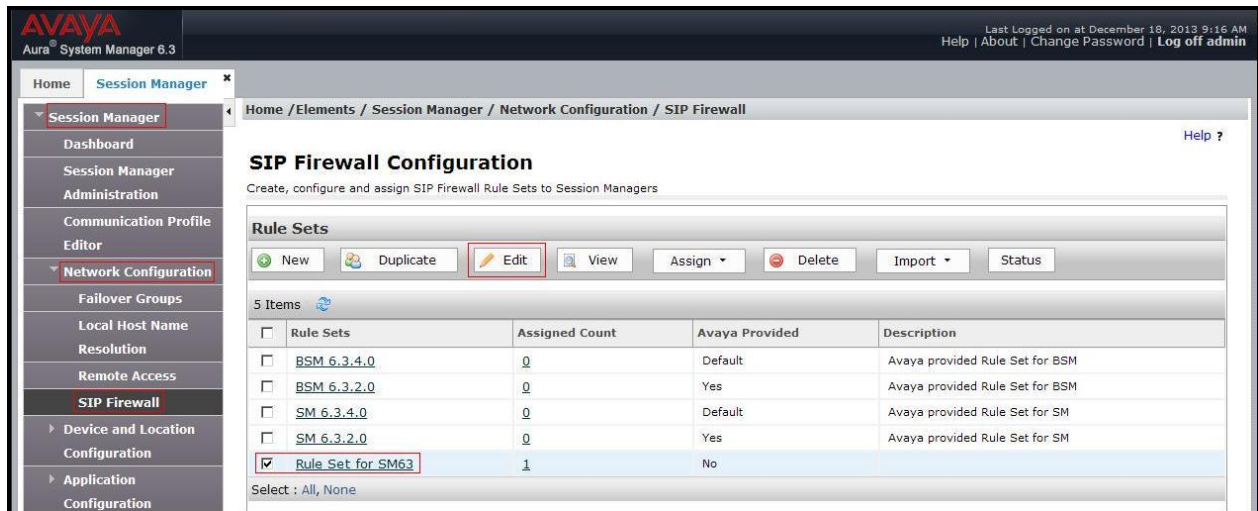 AVAYA
Aura® System Manager 6.3
Last Logged on at December 18, 2013 9:16 AM
Help | About | Change Password | Log off admin
Home
Session Manager
×
Session Manager
Dashboard
Session Manager
Administration
Communication Profile
Editor
Network Configuration
Failover Groups
Local Host Name
Resolution
Remote Access
SIP Firewall
Device and Location
Configuration
Application
Configuration
Home /Elements / Session Manager / Network Configuration / SIP Firewall
Help ?
SIP Firewall Configuration
Create, configure and assign SIP Firewall Rule Sets to Session Managers
Rule Sets
New Duplicate Edit View Assign Delete Import Status
5 Items
Rule Sets Assigned Count Avaya Provided Description
BSM 6.3.4.0 0 Default Avaya provided Rule Set for BSM
BSM 6.3.2.0 0 Yes Avaya provided Rule Set for BSM
SM 6.3.4.0 0 Default Avaya provided Rule Set for SM
SM 6.3.2.0 0 Yes Avaya provided Rule Set for SM
Rule Set for SM63 1 No
Select : All, None